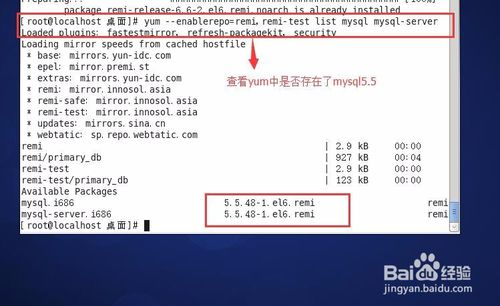 package remi-release-6.6-2.el6.remi.noarch is already installed
[root@localhost 桌面]# yum --enablerepo=remi,remi-test list mysql mysql-server
Loaded plugins: fastestmirror, refresh-packagekit, security
Loading mirror speeds from cached hostfile
* base: mirrors.yun-idc.com
* epel: mirror.premi.st
* extras: mirrors.yun-idc.com
* remi: mirror.innosol.asia
* remi-safe: mirror.innosol.asia
* remi-test: mirror.innosol.asia
* updates: mirrors.sina.cn
* webtatic: sp.repo.webtatic.com
查看yum中是否存在了mysql5.5
remi | 2.9 kB 00:00
remi/primary_db | 927 kB 00:04
remi-test | 2.9 kB 00:00
remi-test/primary_db | 123 kB 00:00
Available Packages
mysql.i686 5.5.48-1.el6.remi remi
mysql-server.i686 5.5.48-1.el6.remi remi
[root@localhost 桌面]#
Bai du 经验
jingyan.baidu.com